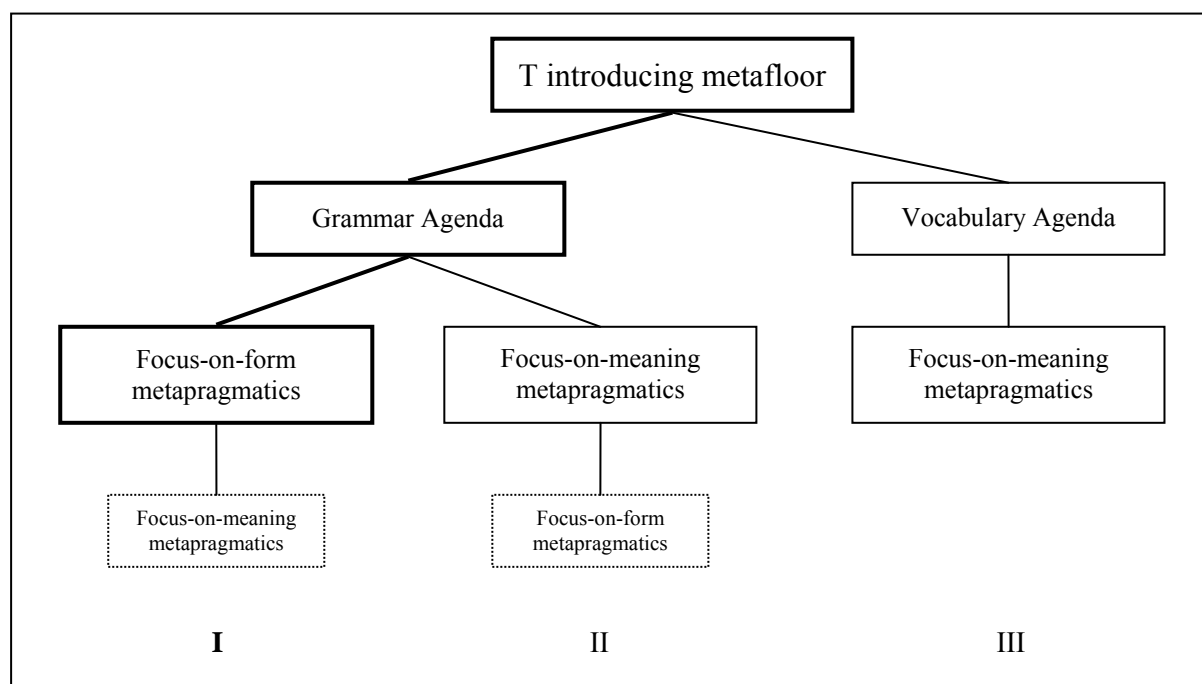 T introducing metafloor
Grammar Agenda
Vocabulary Agenda
Focus-on-form
metapragmatics
Focus-on-meaning
metapragmatics
Focus-on-meaning
metapragmatics
Focus-on-meaning
metapragmatics
Focus-on-form
metapragmatics
I
II
III